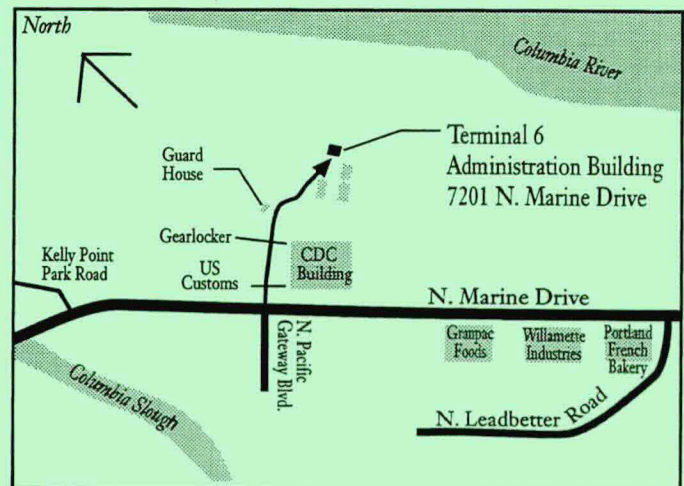 North
Columbia River
Terminal 6
Administration Building
7201 N. Marine Drive
Guard
House
Gearlocker
CDC
Building
Kelly Point
Park Road
US
Customs
N. Marine Drive
N. Pacific
Gateway Blvd.
Granpac
Foods
Willamette
Industries
Portland
French
Bakery
Columbia Slough
N. Leadbetter Road